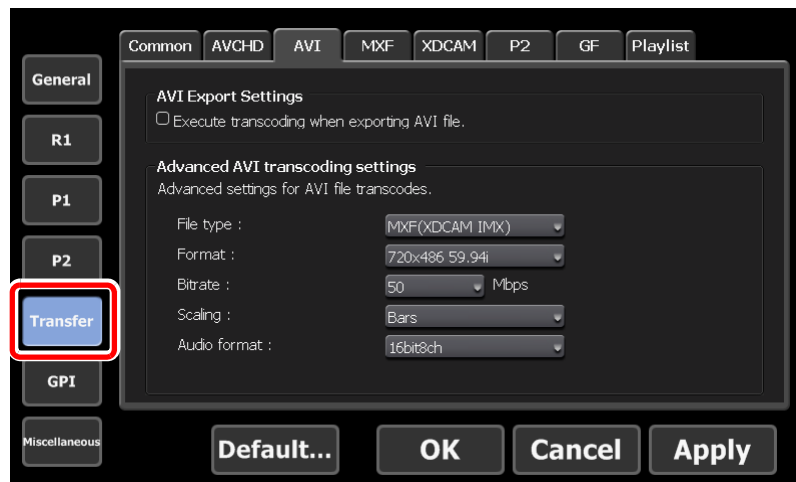 Common AVCHD AVI MXF XDCAM P2 GF Playlist
General
R1
P1
P2
Transfer
GPI
Miscellaneous
AVI Export Settings
Execute transcoding when exporting AVI file.
Advanced AVI transcoding settings
Advanced settings for AVI file transcodes.
File type : MXF(XDCAM IMX)
Format : 720x486 59.94i
Bitrate : 50 Mbps
Scaling : Bars
Audio format : 16bit8ch
Default... OK Cancel Apply